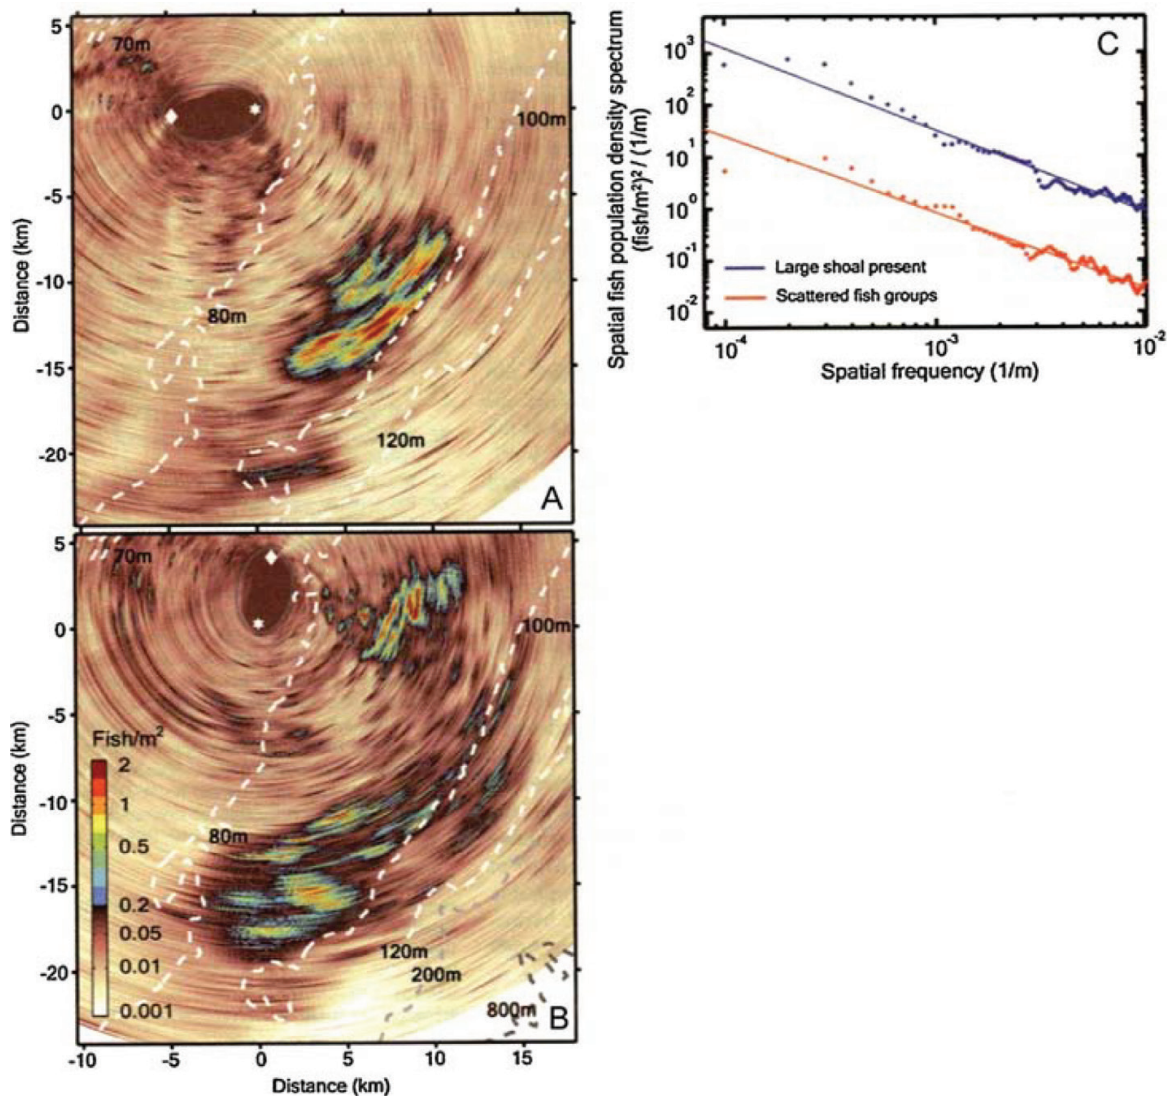 5
0
-5
-10
-15
-20
Distance (km)
70m
80m
100m
120m
A
5
0
-5
-10
-15
-20
Distance (km)
70m
80m
100m
120m
200m
800m
B
Fish/m²
2
1
0.5
0.2
0.05
0.01
0.001
-10 -5 0 5 10 15
Distance (km)
C
Spatial fish population density spectrum
(fish/m²)² / (1/m)
10³
10²
10¹
10⁰
10⁻¹
10⁻²
Large shoal present
Scattered fish groups
10⁻⁴ 10⁻³ 10⁻²
Spatial frequency (1/m)